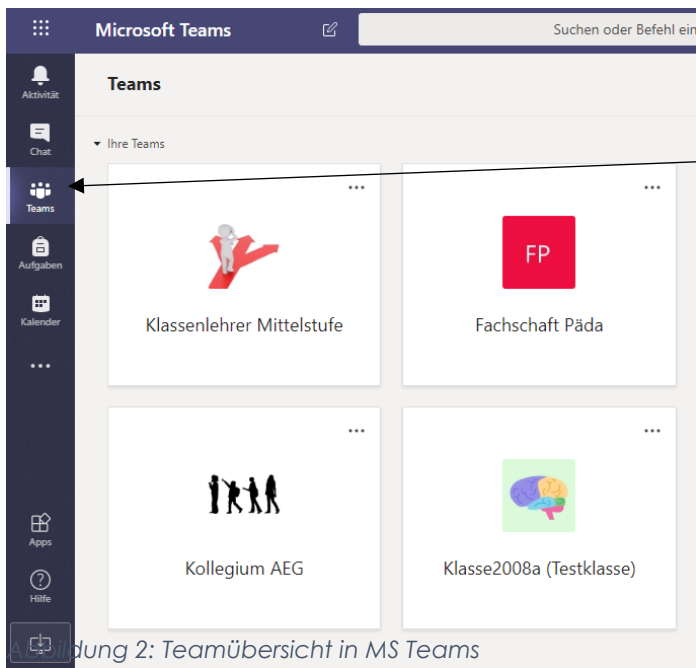 Microsoft Teams
Suchen oder Befehl ein
Aktivität
Chat
Teams
Aufgaben
Kalender
Apps
Hilfe
Teams
Ihre Teams
Klassenlehrer Mittelstufe
FP
Fachschaft Päda
Kollegium AEG
Klasse2008a (Testklasse)
Abbildung 2: Teamübersicht in MS Teams